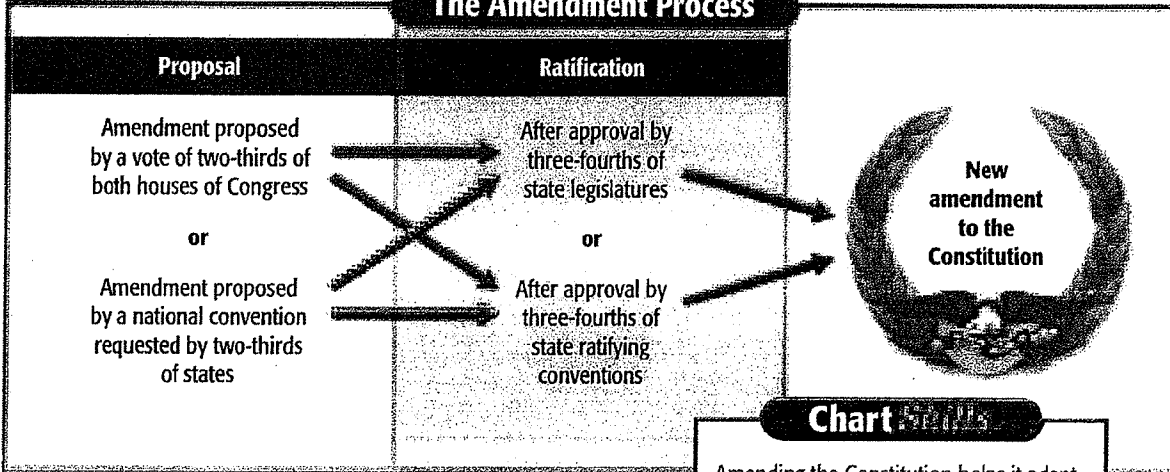 The Amendment Process
Proposal
Ratification
Amendment proposed
by a vote of two-thirds of
both houses of Congress
or
Amendment proposed
by a national convention
requested by two-thirds
of states
After approval by
three-fourths of
state legislatures
or
After approval by
three-fourths of
state ratifying
conventions
New
amendment
to the
Constitution
Chart Skills
Amending the Constitution helps it adapt